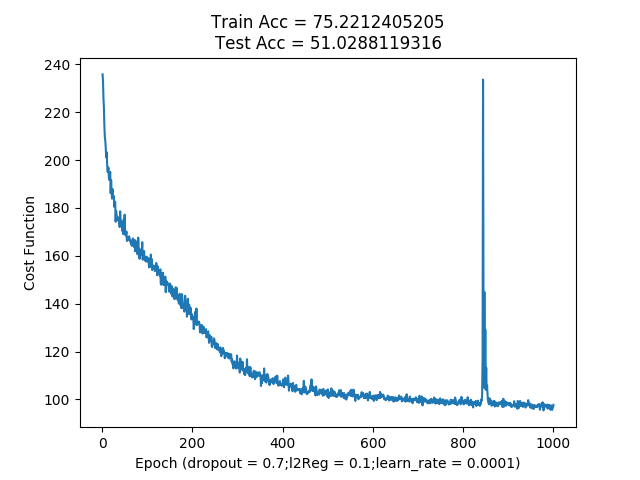 Train Acc = 75.2212405205
Test Acc = 51.0288119316
240
220
200
180
160
140
120
100
Cost Function
0 200 400 600 800 1000
Epoch (dropout = 0.7;l2Reg = 0.1;learn_rate = 0.0001)